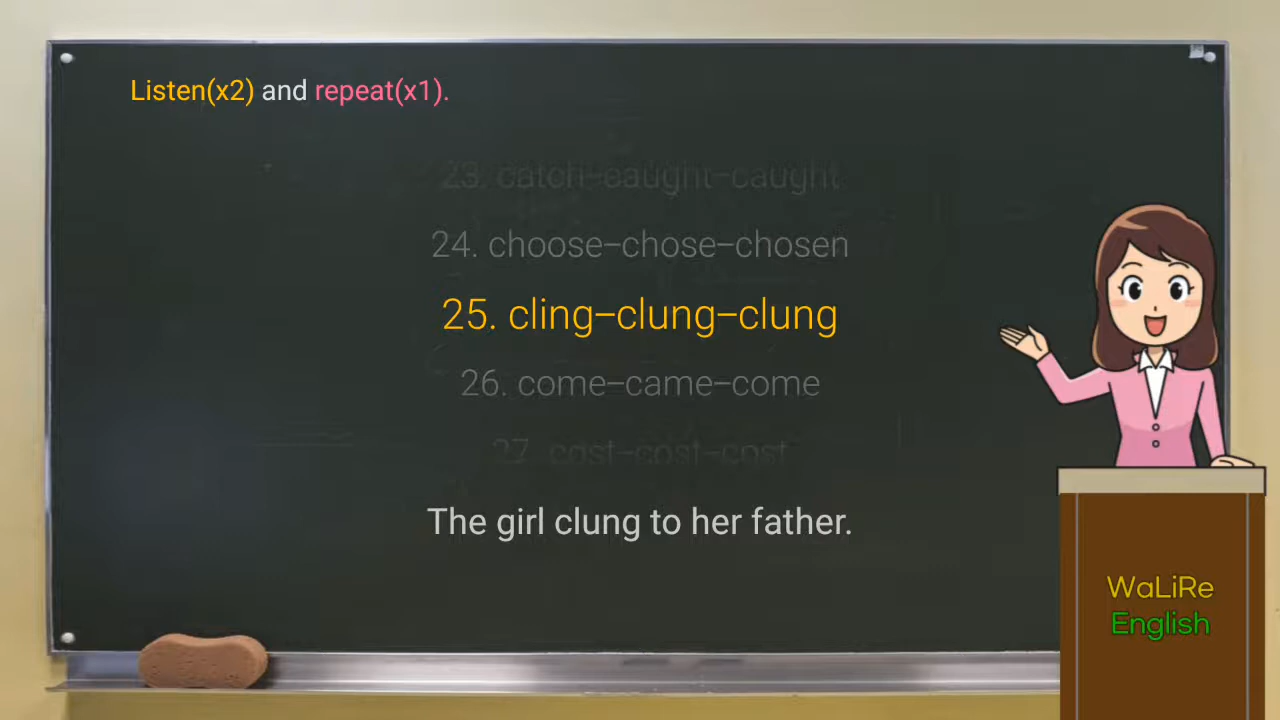 Listen(x2) and repeat(x1).
23. catch–caught–caught
24. choose–chose–chosen
25. cling–clung–clung
26. come–came–come
27. cost–cost–cost
The girl clung to her father.
WaLiRe
English